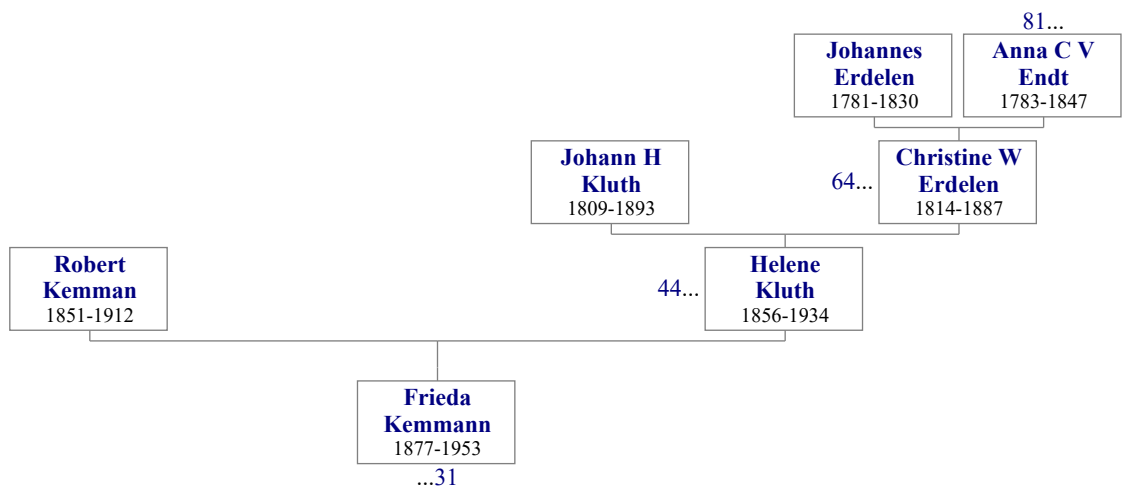 81...
Johannes
Erdelen
1781-1830
Anna C V
Endt
1783-1847
Johann H
Kluth
1809-1893
64...
Christine W
Erdelen
1814-1887
Robert
Kemman
1851-1912
44...
Helene
Kluth
1856-1934
Frieda
Kemmann
1877-1953
...31